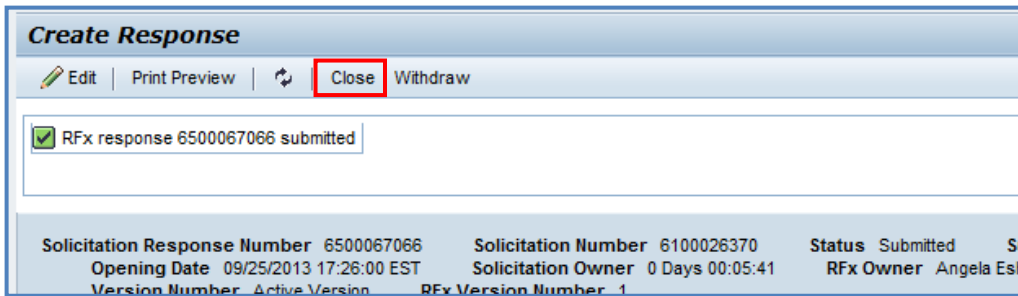 Create Response
Edit Print Preview Close Withdraw
RFx response 6500067066 submitted
Solicitation Response Number 6500067066 Solicitation Number 6100026370 Status Submitted
Opening Date 09/25/2013 17:26:00 EST Solicitation Owner 0 Days 00:05:41 RFx Owner Angela
Version Number Active Version RFx Version Number 1